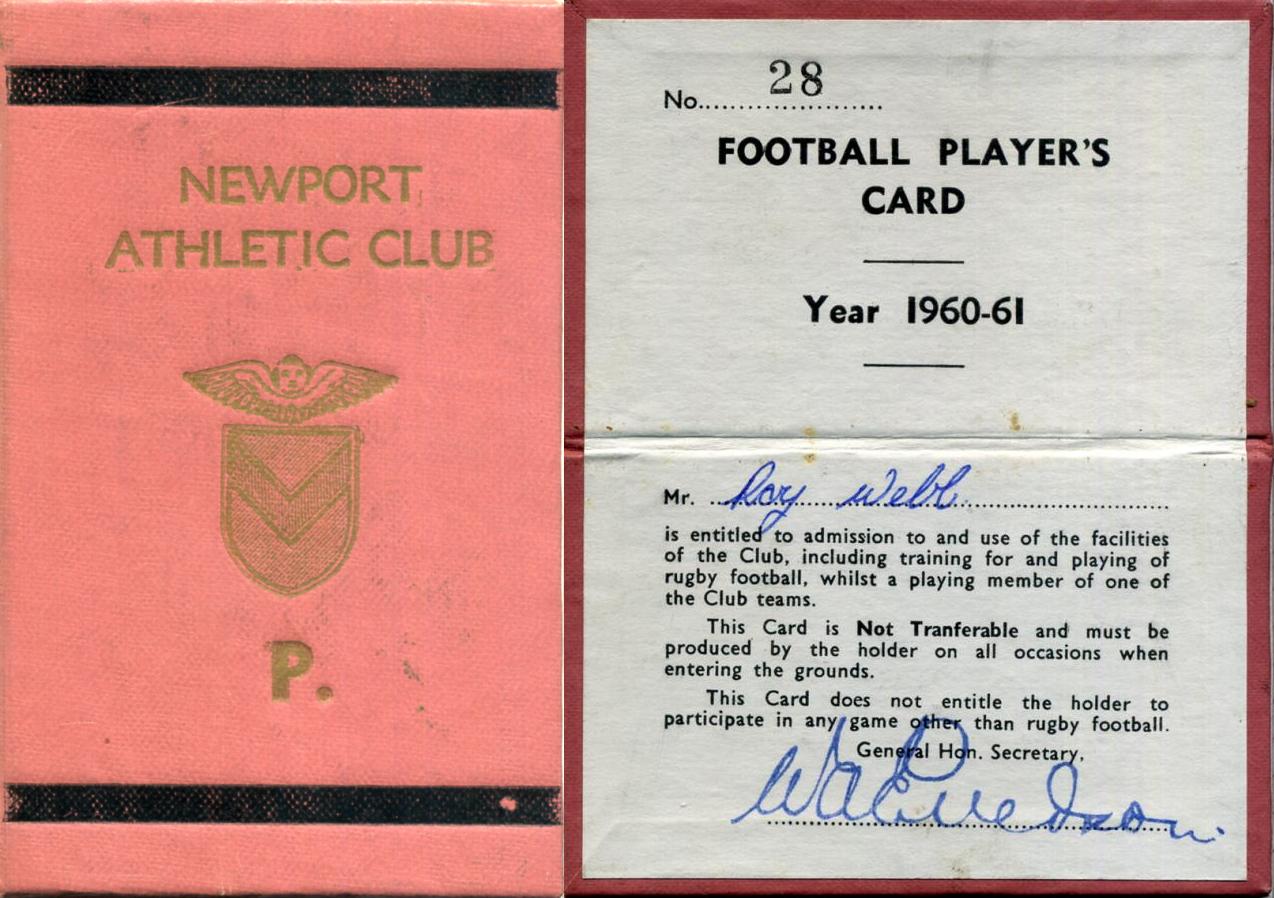 NEWPORT
ATHLETIC CLUB
P.
No. 28
FOOTBALL PLAYER'S
CARD
Year 1960-61
Mr. Roy Webb
is entitled to admission to and use of the facilities
of the Club, including training for and playing of
rugby football, whilst a playing member of one of
the Club teams.
This Card is Not Tranferable and must be
produced by the holder on all occasions when
entering the grounds.
This Card does not entitle the holder to
participate in any game other than rugby football.
General Hon. Secretary,